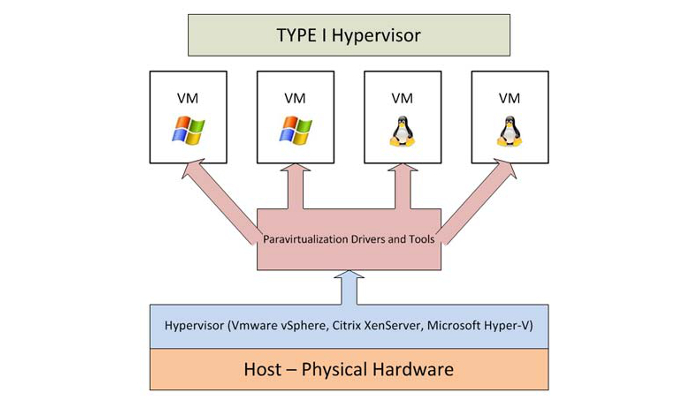 TYPE I Hypervisor
VM
VM
VM
VM
Paravirtualization Drivers and Tools
Hypervisor (Vmware vSphere, Citrix XenServer, Microsoft Hyper-V)
Host – Physical Hardware